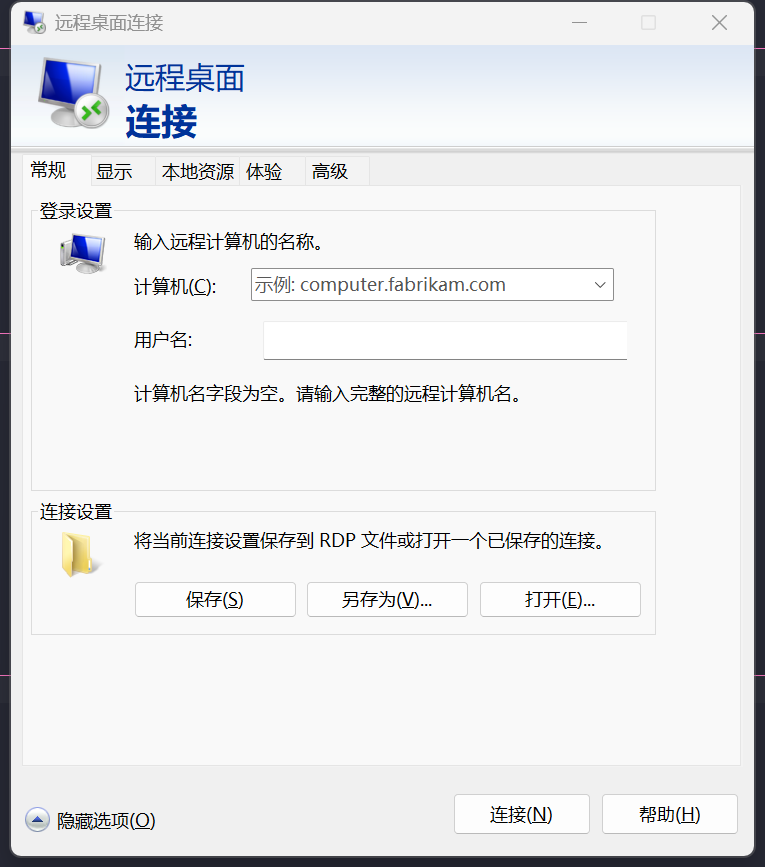 远程桌面连接
远程桌面
连接
常规 显示 本地资源 体验 高级
登录设置
输入远程计算机的名称。
计算机(C): 示例: computer.fabrikam.com
用户名:
计算机名字段为空。请输入完整的远程计算机名。
连接设置
将当前连接设置保存到 RDP 文件或打开一个已保存的连接。
保存(S) 另存为(V)... 打开(E)...
隐藏选项(O) 连接(N) 帮助(H)